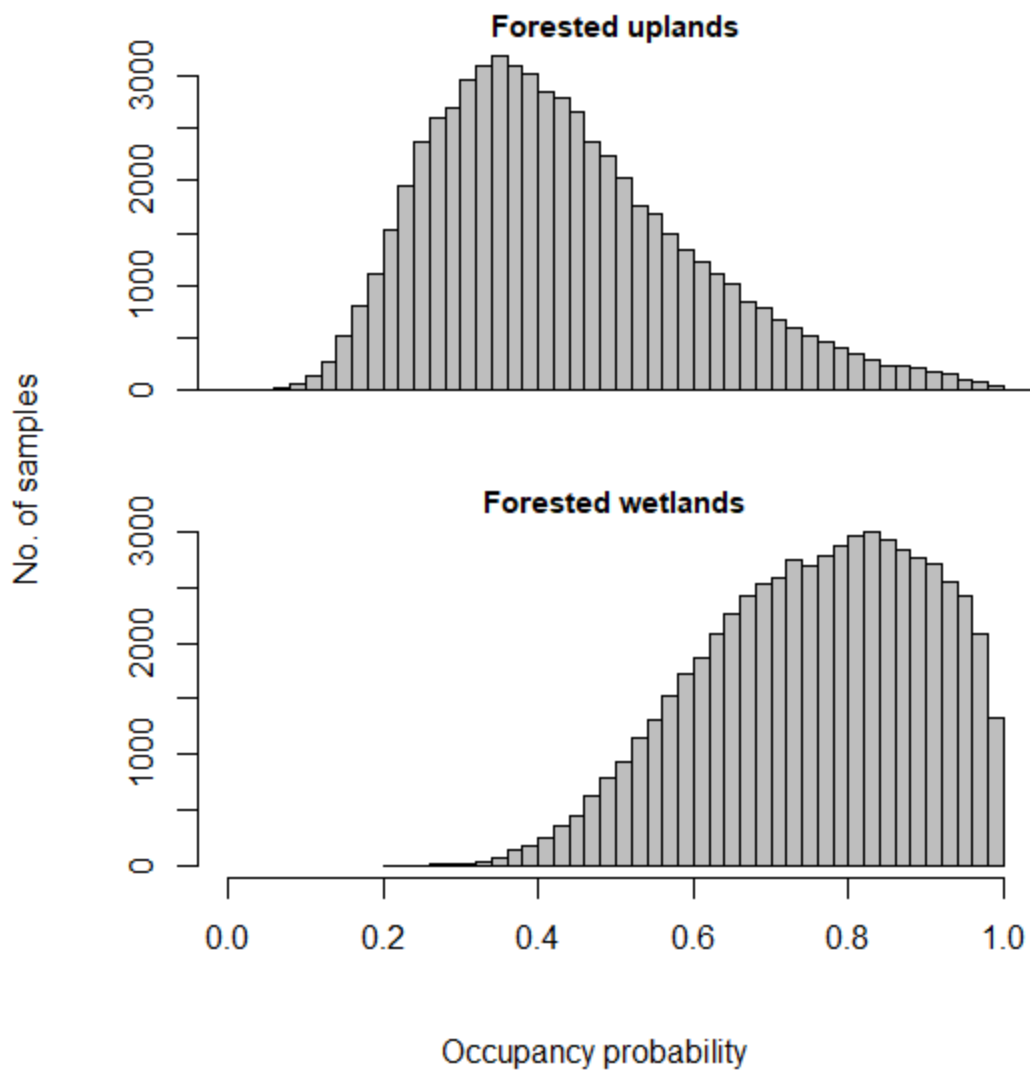 Forested uplands
3000
2000
1000
0
No. of samples
Forested wetlands
3000
2000
1000
0
0.0 0.2 0.4 0.6 0.8 1.0
Occupancy probability